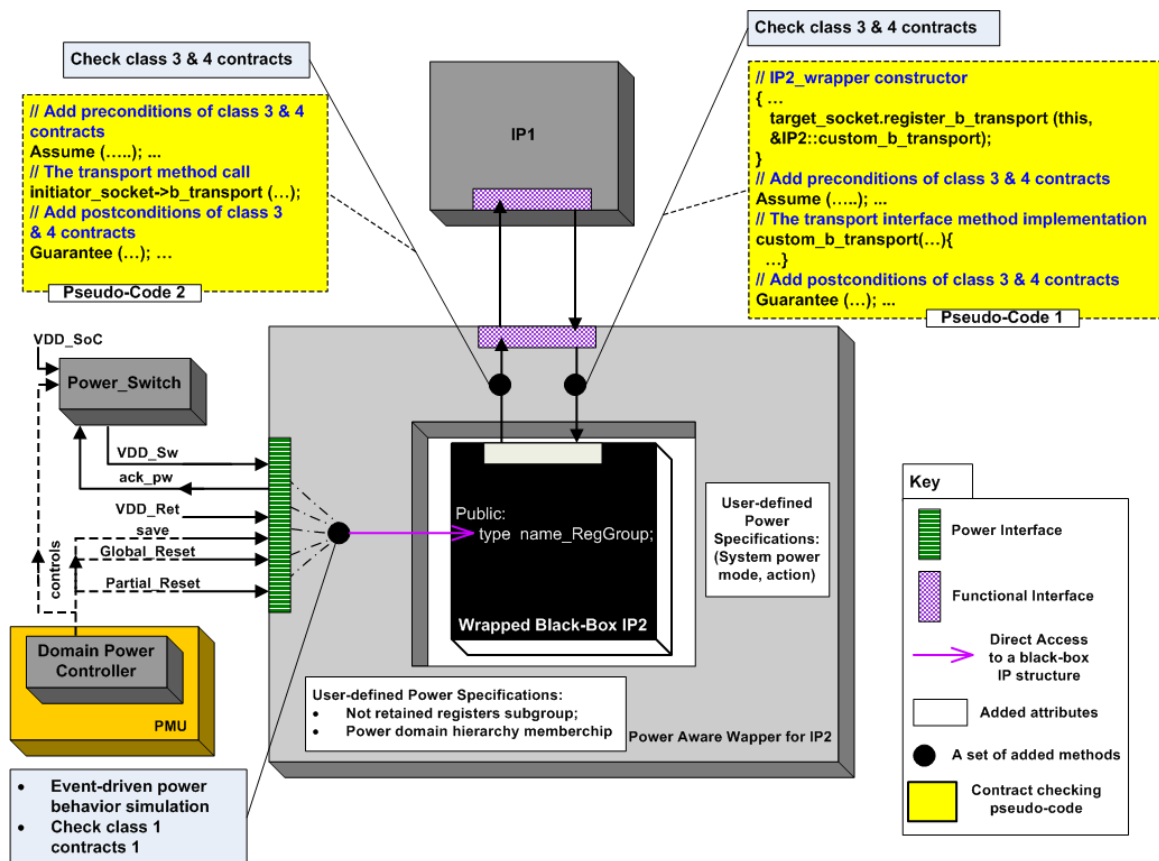 Check class 3 & 4 contracts
Check class 3 & 4 contracts
// Add preconditions of class 3 & 4
contracts
Assume (…..); ...
// The transport method call
initiator_socket->b_transport (…);
// Add postconditions of class 3
& 4 contracts
Guarantee (…); …
Pseudo-Code 2
IP1
// IP2_wrapper constructor
{ …
target_socket.register_b_transport (this,
&IP2::custom_b_transport);
}
// Add preconditions of class 3 & 4 contracts
Assume (…..); ...
// The transport interface method implementation
custom_b_transport(…){
…}
// Add postconditions of class 3 & 4 contracts
Guarantee (…); ...
Pseudo-Code 1
VDD_SoC
Power_Switch
VDD_Sw
ack_pw
VDD_Ret
save
Global_Reset
Partial_Reset
controls
Domain Power
Controller
PMU
Public:
type name_RegGroup;
Wrapped Black-Box IP2
User-defined
Power
Specifications:
(System power
mode, action)
User-defined Power Specifications:
• Not retained registers subgroup;
• Power domain hierarchy memberchip
Power Aware Wapper for IP2
• Event-driven power
behavior simulation
• Check class 1
contracts 1
Key
Power Interface
Functional Interface
Direct Access
to a black-box
IP structure
Added attributes
A set of added methods
Contract checking
pseudo-code